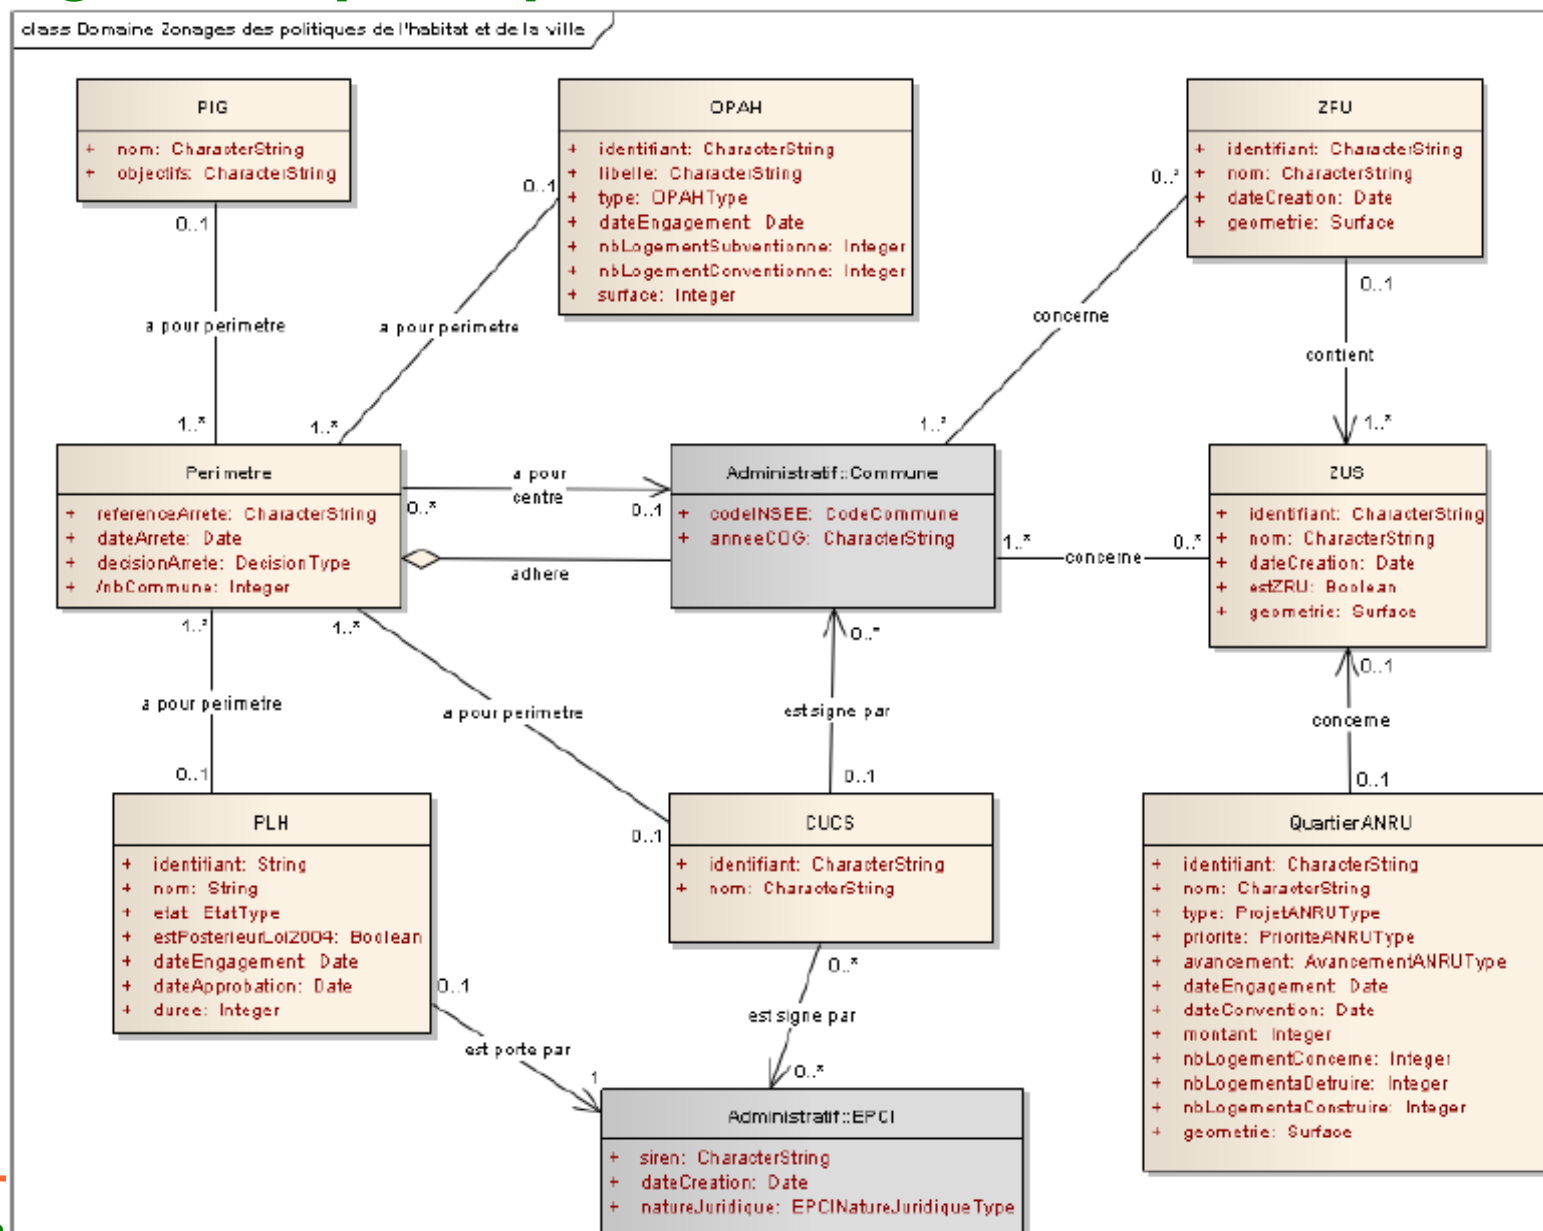 class Domaine Zonages des politiques de l'habitat et de la ville
PIG
+ nom: CharacterString
+ objectifs: CharacterString
0..1
a pour perimetre
1..*
OPAH
+ identifiant: CharacterString
+ libelle: CharacterString
+ type: OPAHType
+ dateEngagement: Date
+ nbLogementSubventionne: Integer
+ nbLogementConventionne: Integer
+ surface: Integer
0..1
a pour perimetre
1..*
ZFU
+ identifiant: CharacterString
+ nom: CharacterString
+ dateCreation: Date
+ geometrie: Surface
0..*
concerne
1..*
0..1
contient
1..*
Perimetre
+ referenceArrete: CharacterString
+ dateArrete: Date
+ decisionArrete: DecisionType
+ /nbCommune: Integer
a pour
centre
0..*
0..1
adhere
Administratif::Commune
+ codeINSEE: CodeCommune
+ anneeCOG: CharacterString
1..*
concerne
0..*
ZUS
+ identifiant: CharacterString
+ nom: CharacterString
+ dateCreation: Date
+ estZRU: Boolean
+ geometrie: Surface
1..*
a pour perimetre
0..1
1..*
a pour perimetre
0..1
0..*
est signe par
0..1
0..1
concerne
0..1
PLH
+ identifiant: String
+ nom: String
+ etat: EtatType
+ estPosterieurLoi2004: Boolean
+ dateEngagement: Date
+ dateApprobation: Date
+ duree: Integer
0..1
est porte par
1
CUCS
+ identifiant: CharacterString
+ nom: CharacterString
0..*
est signe par
0..*
QuartierANRU
+ identifiant: CharacterString
+ nom: CharacterString
+ type: ProjetANRUType
+ priorite: PrioriteANRUType
+ avancement: AvancementANRUType
+ dateEngagement: Date
+ dateConvention: Date
+ montant: Integer
+ nbLogementConcerne: Integer
+ nbLogementaDetruire: Integer
+ nbLogementaConstruire: Integer
+ geometrie: Surface
Administratif::EPCI
+ siren: CharacterString
+ dateCreation: Date
+ natureJuridique: EPCINatureJuridiqueType